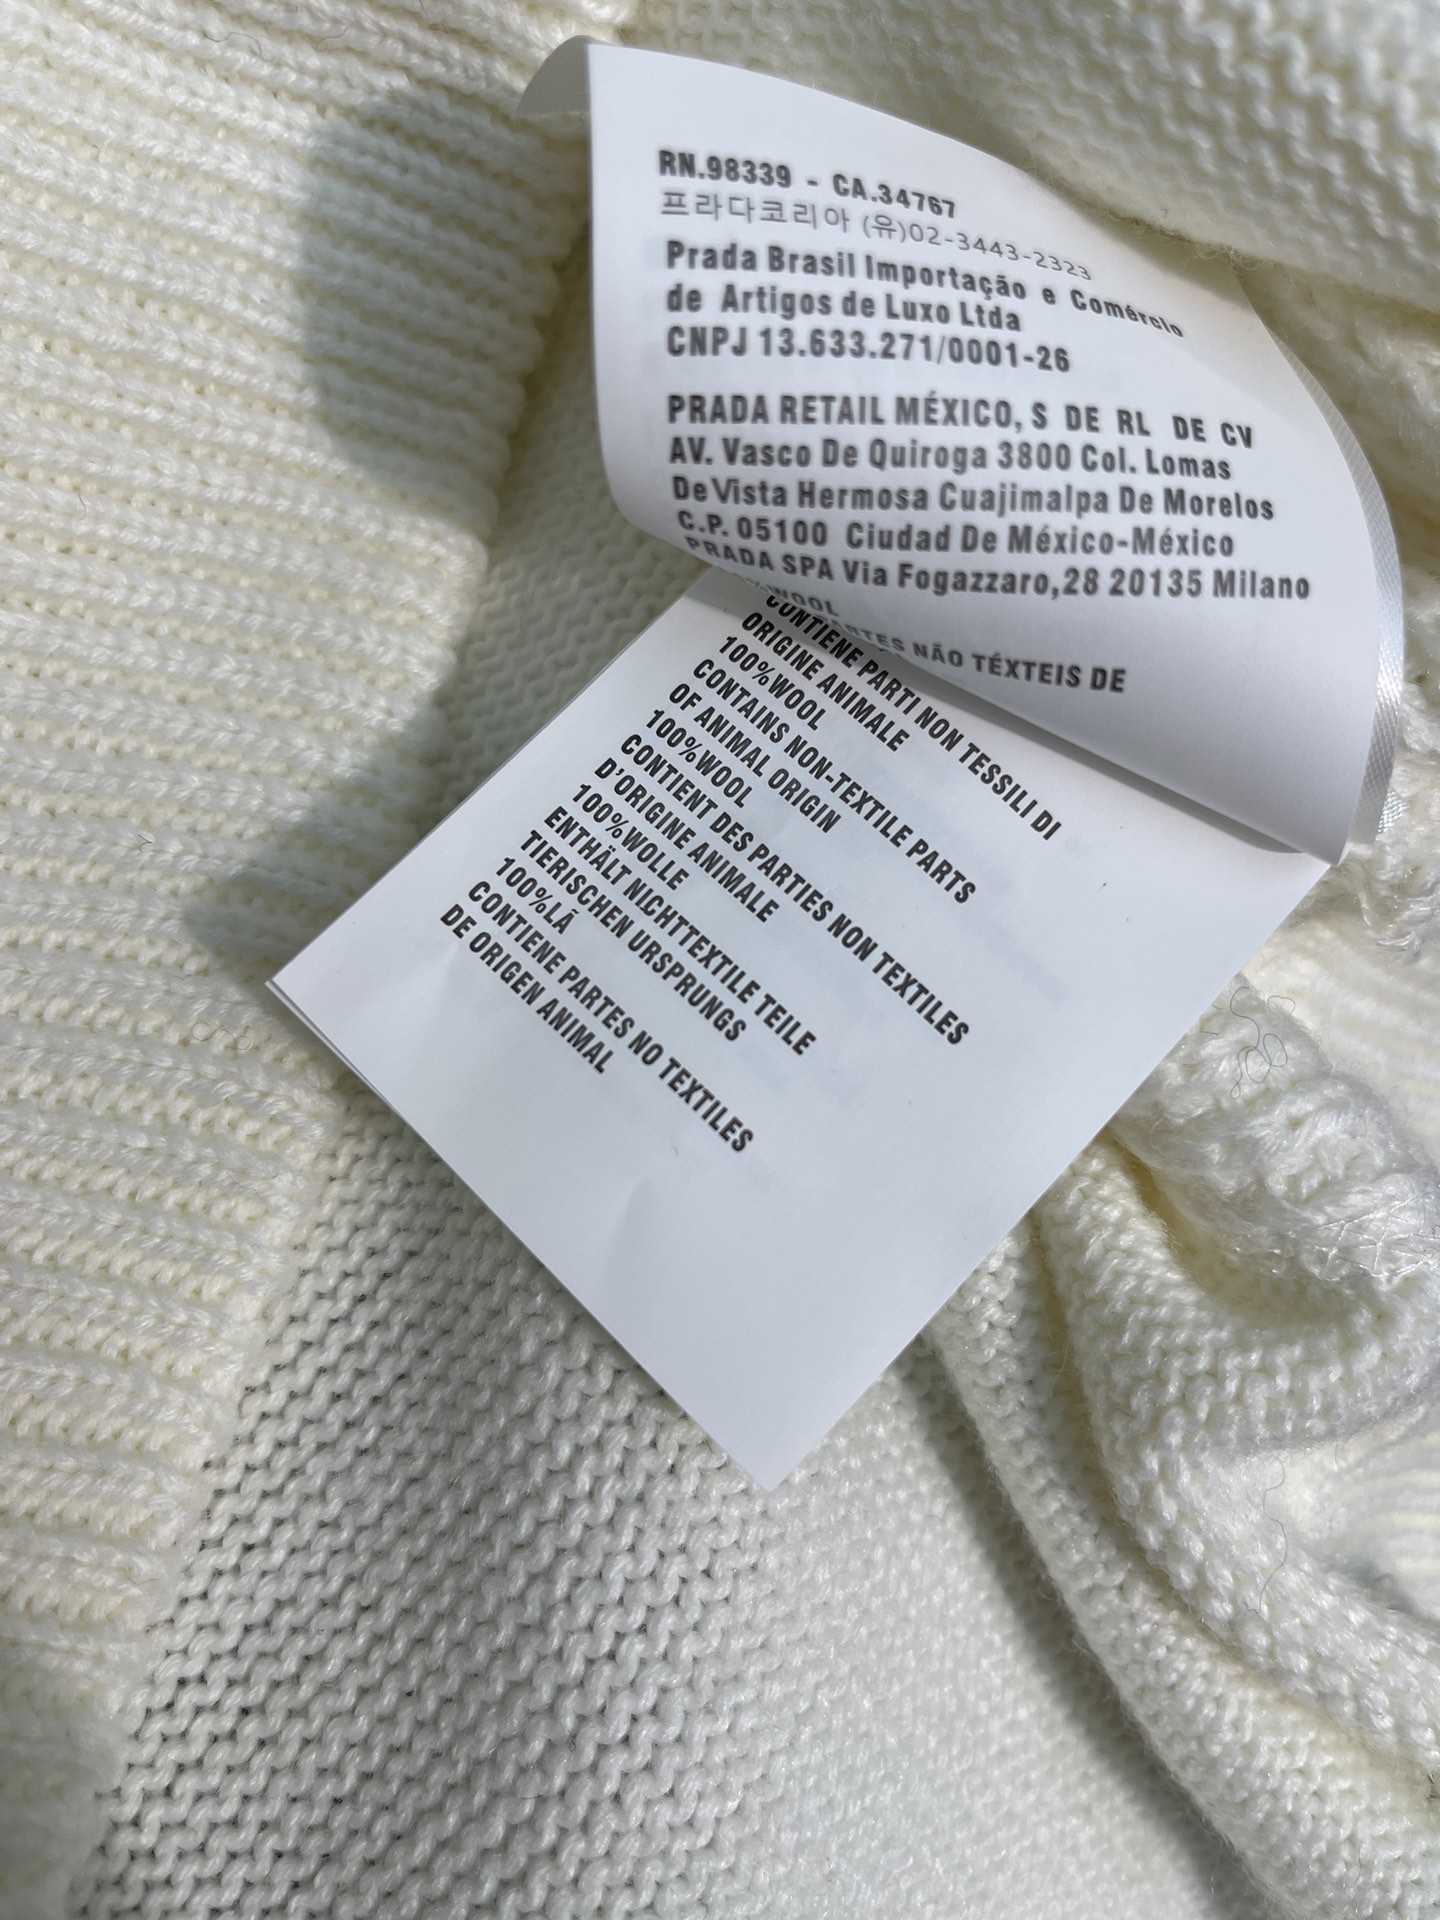 RN.98339 - CA.34767
프라다코리아 (유)02-3443-2323
Prada Brasil Importação e Comércio
de Artigos de Luxo Ltda
CNPJ 13.633.271/0001-26
PRADA RETAIL MÉXICO, S DE RL DE CV
AV. Vasco De Quiroga 3800 Col. Lomas
De Vista Hermosa Cuajimalpa De Morelos
C.P. 05100 Ciudad De México-México
PRADA SPA Via Fogazzaro,28 20135 Milano
WOOL
NÃO TÉXTEIS DE
CONTIENE PARTI NON TESSILI DI
ORIGINE ANIMALE
100%WOOL
CONTAINS NON-TEXTILE PARTS
OF ANIMAL ORIGIN
100%WOOL
CONTIENT DES PARTIES NON TEXTILES
D'ORIGINE ANIMALE
100%WOLLE
ENTHÄLT NICHTTEXTILE TEILE
TIERISCHEN URSPRUNGS
100%LÃ
CONTIENE PARTES NO TEXTILES
DE ORIGEN ANIMAL